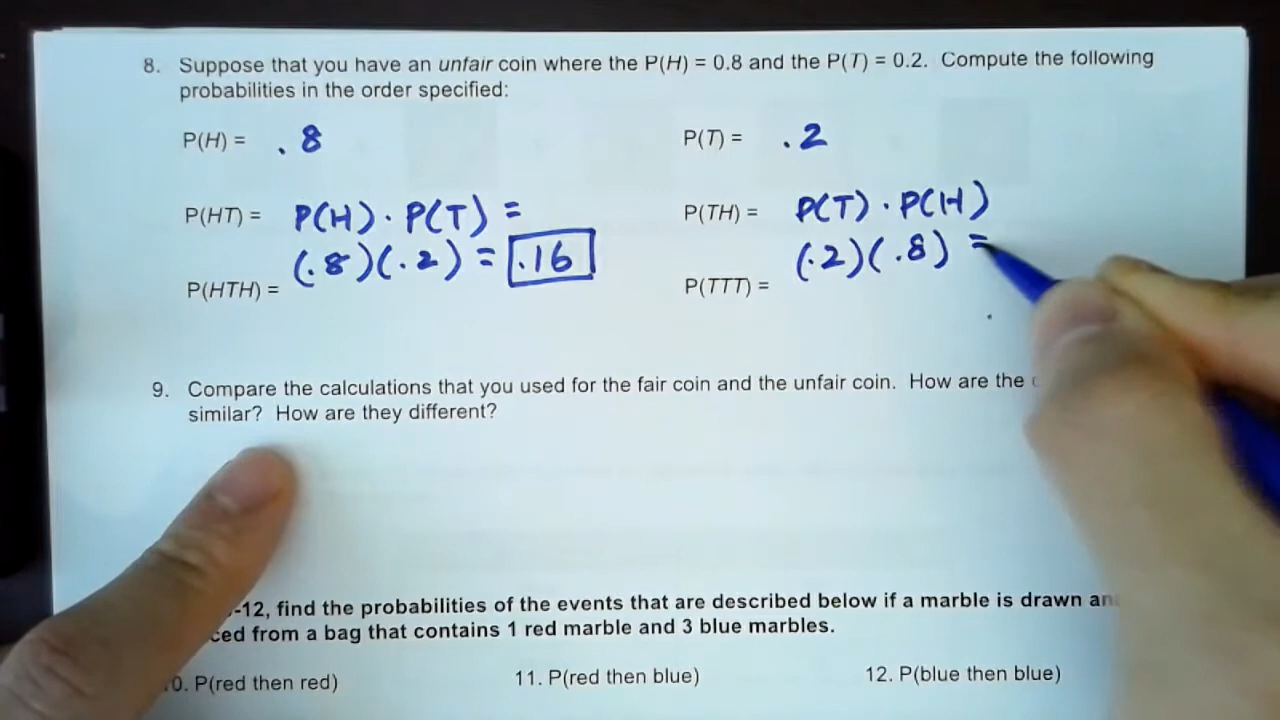 8. Suppose that you have an unfair coin where the P(H) = 0.8 and the P(T) = 0.2. Compute the following
probabilities in the order specified:
P(H) = .8
P(T) = .2
P(HT) = P(H) · P(T) =
(.8)(.2) = .16
P(TH) = P(T) · P(H)
(.2)(.8) =
P(HTH) =
P(TTT) =
9. Compare the calculations that you used for the fair coin and the unfair coin. How are the
similar? How are they different?
-12, find the probabilities of the events that are described below if a marble is drawn
from a bag that contains 1 red marble and 3 blue marbles.
0. P(red then red)
11. P(red then blue)
12. P(blue then blue)